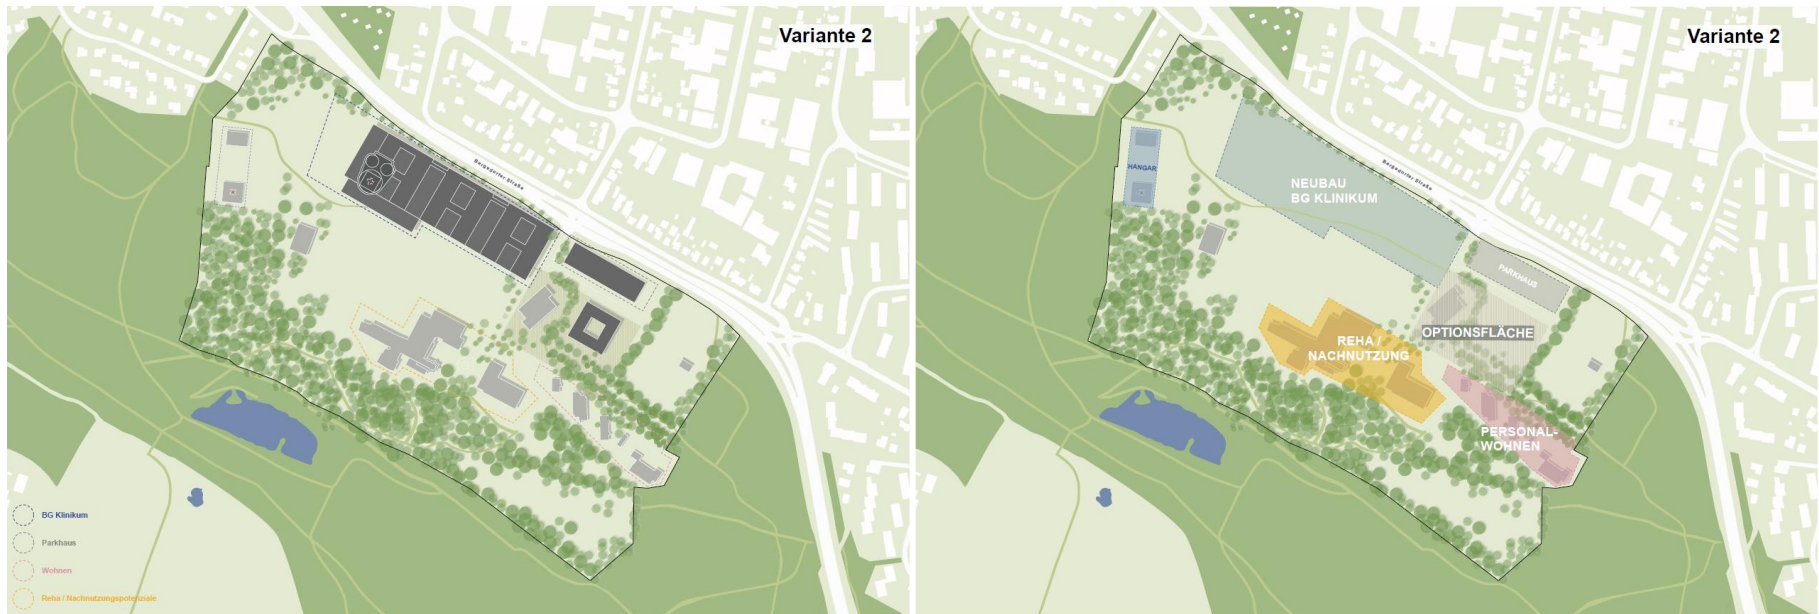 Variante 2
Bergedorfer Straße
BG Klinikum
Parkhaus
Wohnen
Reha / Nachnutzungspotenziale
Variante 2
Bergedorfer Straße
HANGAR
NEUBAU
BG KLINIKUM
PARKHAUS
OPTIONSFLÄCHE
REHA /
NACHNUTZUNG
PERSONAL-
WOHNEN